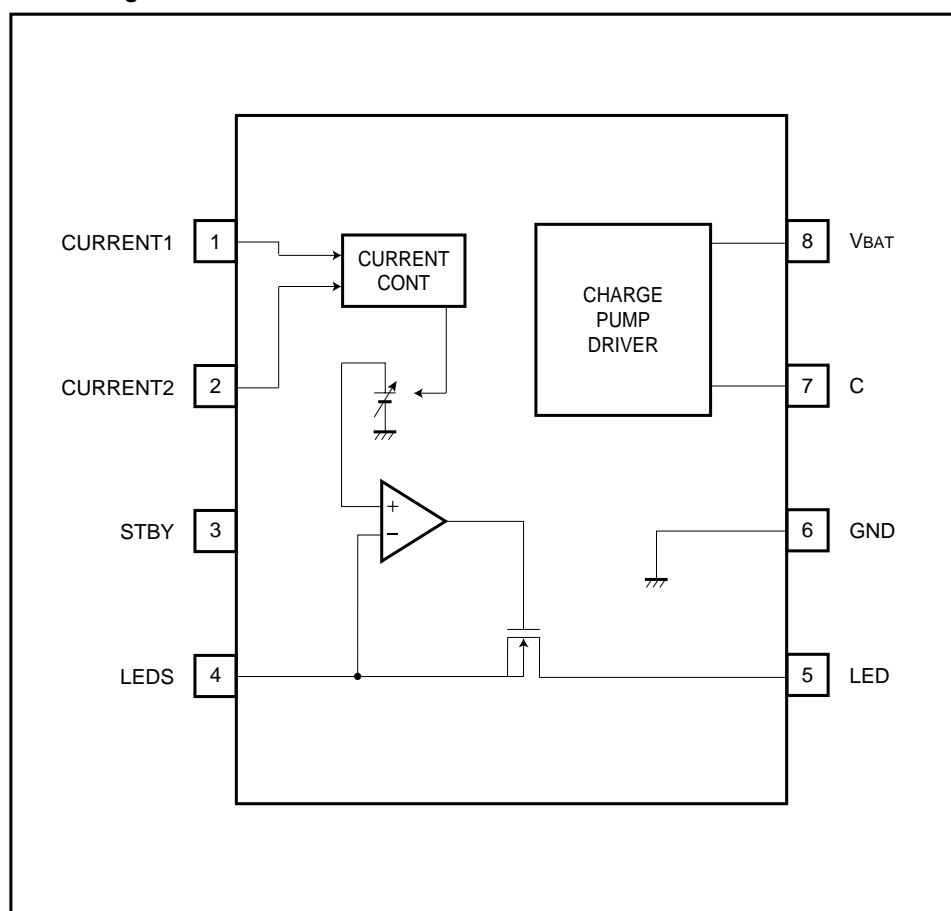 CURRENT1
1
CURRENT
CONT
CURRENT2
2
STBY
3
LEDS
4
+
−
CHARGE
PUMP
DRIVER
8
VBAT
7
C
6
GND
5
LED